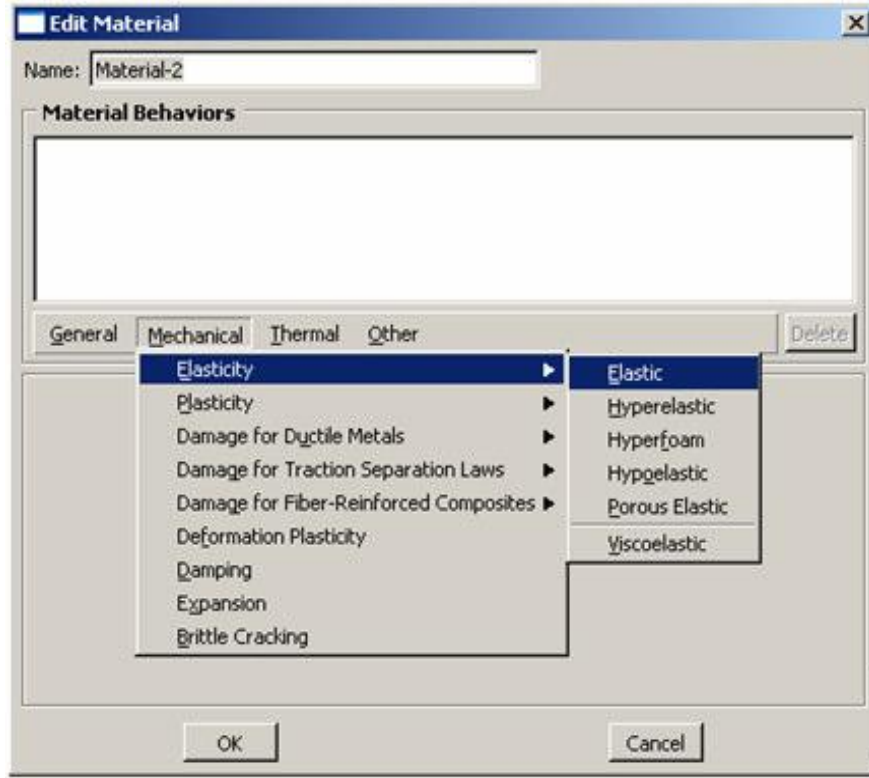 Edit Material
Name: Material-2
Material Behaviors
General Mechanical Thermal Other Delete
Elasticity
Plasticity
Damage for Ductile Metals
Damage for Traction Separation Laws
Damage for Fiber-Reinforced Composites
Deformation Plasticity
Damping
Expansion
Brittle Cracking
Elastic
Hyperelastic
Hyperfoam
Hypoelastic
Porous Elastic
Viscoelastic
OK Cancel